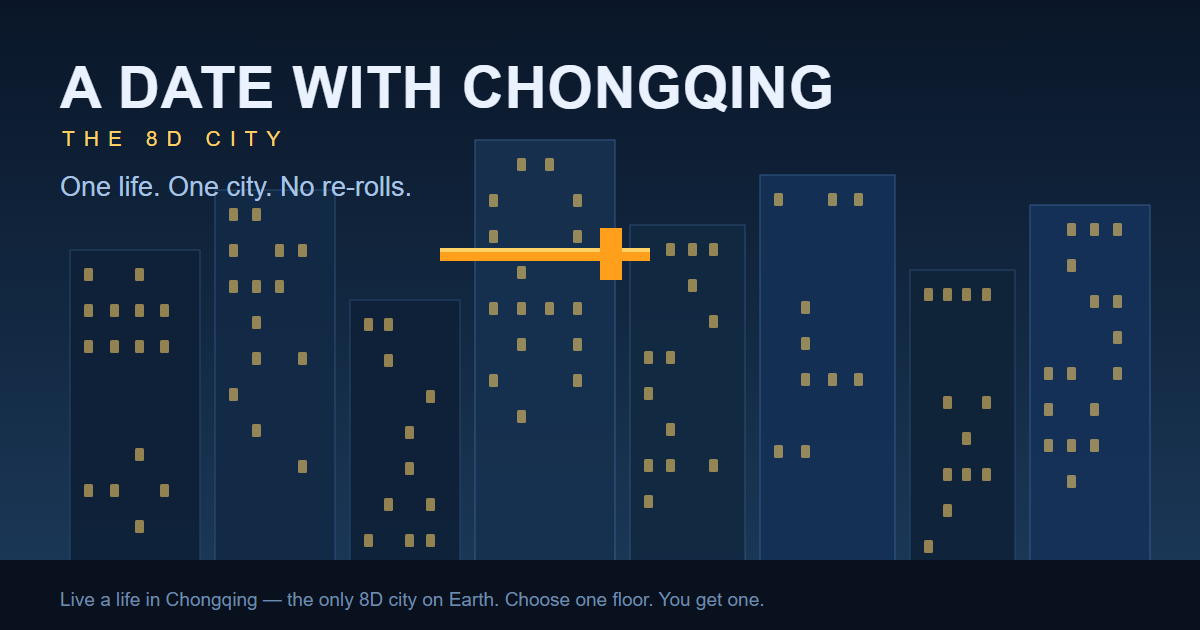 A DATE WITH CHONGQING
THE 8D CITY
One life. One city. No re-rolls.
Live a life in Chongqing — the only 8D city on Earth. Choose one floor. You get one.